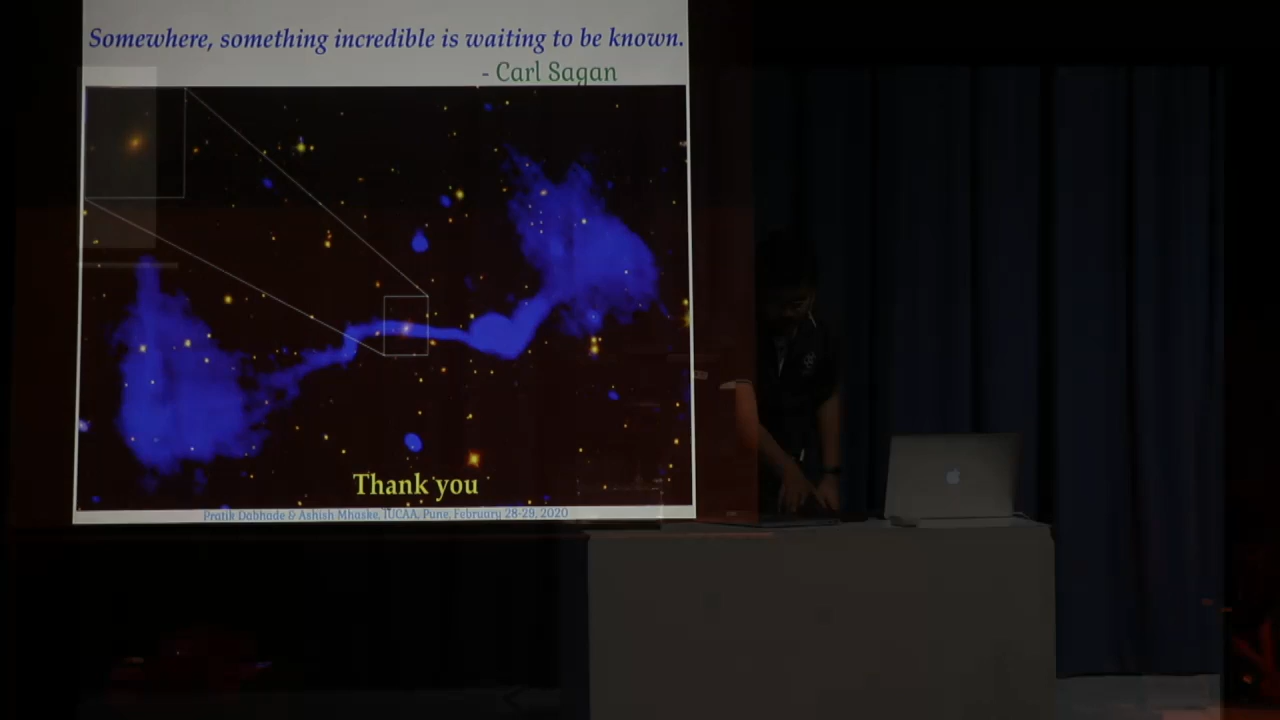 Somewhere, something incredible is waiting to be known.
- Carl Sagan
Thank you
Pratik Dabhade & Ashish Mhaske, IUCAA, Pune, February 28-29, 2020